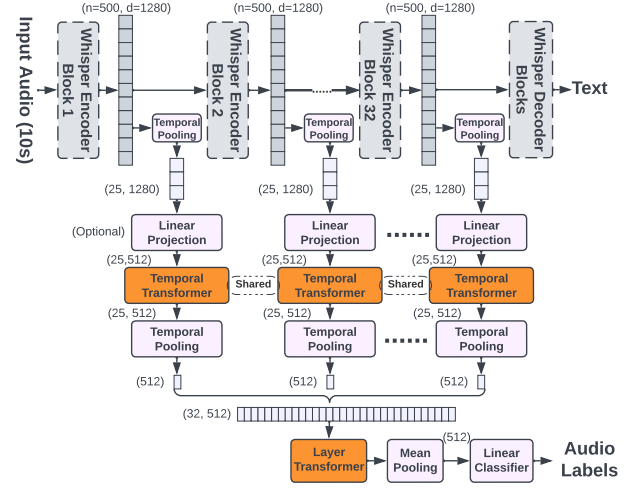 (n=500, d=1280)
(n=500, d=1280)
(n=500, d=1280)
Input Audio (10s)
Whisper Encoder
Block 1
Whisper Encoder
Block 2
Whisper Encoder
Block 32
Whisper Decoder
Blocks
Text
Temporal
Pooling
Temporal
Pooling
Temporal
Pooling
(25, 1280)
(25, 1280)
(25, 1280)
(Optional)
Linear
Projection
Linear
Projection
Linear
Projection
(25,512)
(25,512)
(25,512)
Temporal
Transformer
Shared
Temporal
Transformer
Shared
Temporal
Transformer
(25, 512)
(25, 512)
(25, 512)
Temporal
Pooling
Temporal
Pooling
Temporal
Pooling
(512)
(512)
(512)
(32, 512)
Layer
Transformer
Mean
Pooling
(512)
Linear
Classifier
Audio
Labels